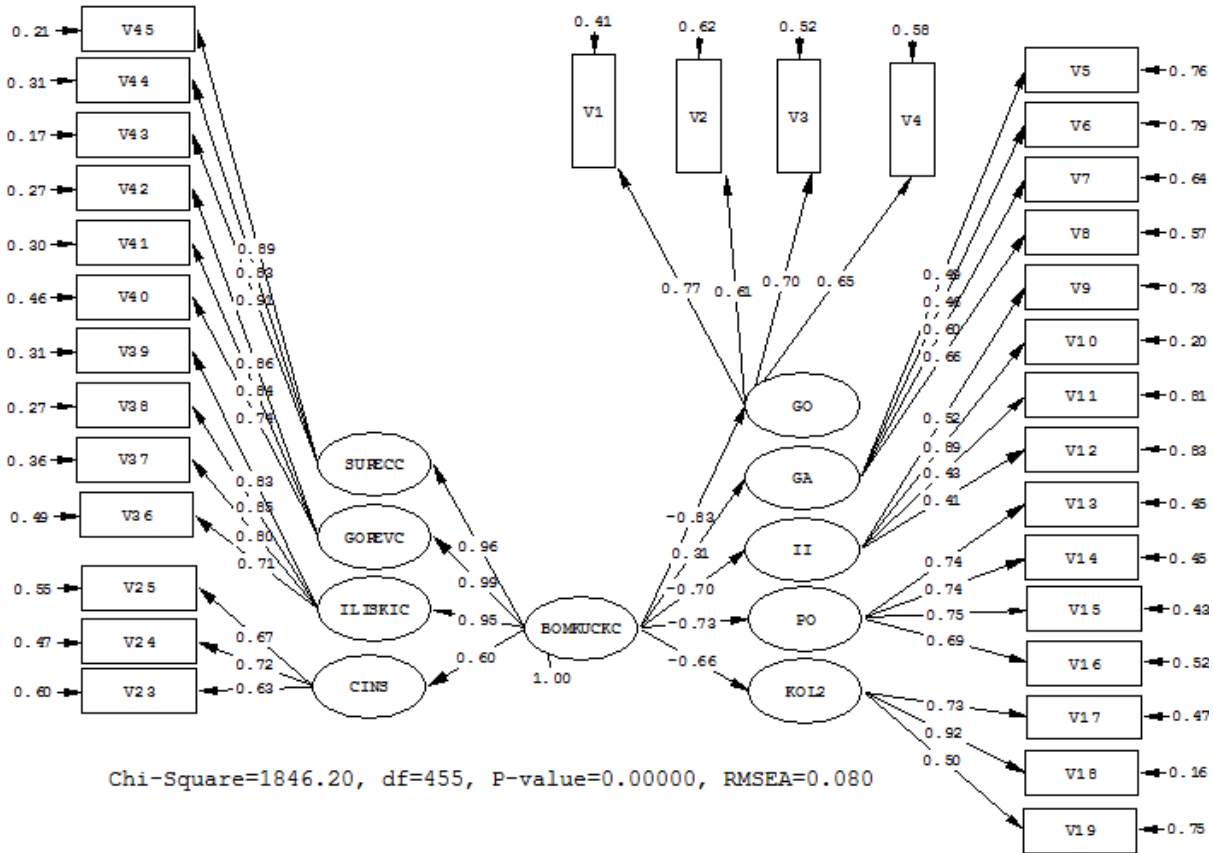 0.21
V45
0.31
V44
0.17
V43
0.27
V42
0.30
V41
0.46
V40
0.31
V39
0.27
V38
0.36
V37
0.49
V36
0.55
V25
0.47
V24
0.60
V23
0.89
0.83
0.91
0.86
0.84
0.74
0.83
0.85
0.80
0.71
0.67
0.72
0.63
SURECC
GOREVC
ILISKIC
CINS
0.96
0.99
0.95
0.60
BOMKUCKC
1.00
0.41
0.62
0.52
0.58
V1
V2
V3
V4
0.77
0.61
0.70
0.65
-0.83
0.31
-0.70
-0.73
-0.66
GO
GA
II
PO
KOL2
0.49
0.46
0.60
0.66
0.52
0.89
0.43
0.41
0.74
0.74
0.75
0.69
0.73
0.92
0.50
V5
0.76
V6
0.79
V7
0.64
V8
0.57
V9
0.73
V10
0.20
V11
0.81
V12
0.83
V13
0.45
V14
0.45
V15
0.43
V16
0.52
V17
0.47
V18
0.16
V19
0.75
Chi-Square=1846.20, df=455, P-value=0.00000, RMSEA=0.080